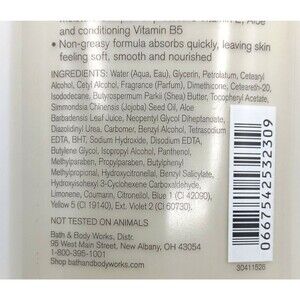 and conditioning Vitamin B5
• Non-greasy formula absorbs quickly, leaving skin
feeling soft, smooth and nourished
INGREDIENTS: Water (Aqua, Eau), Glycerin, Petrolatum, Cetearyl
Alcohol, Cetyl Alcohol, Fragrance (Parfum), Dimethicone, Ceteareth-20,
Isododecane, Butyrospermum Parkii (Shea) Butter, Tocopheryl Acetate,
Simmondsia Chinensis (Jojoba) Seed Oil, Aloe
Barbadensis Leaf Juice, Neopentyl Glycol Diheptanoate,
Diazolidinyl Urea, Carbomer, Benzyl Alcohol, Tetrasodium
EDTA, BHT, Sodium Hydroxide, Disodium EDTA,
Butylene Glycol, Isopropyl Alcohol, Panthenol,
Methylparaben, Propylparaben, Butylphenyl
Methylpropional, Hydroxycitronellal, Benzyl Salicylate,
Hydroxyisohexyl 3-Cyclohexene Carboxaldehyde,
Limonene, Coumarin, Citronellol, Blue 1 (CI 42090),
Yellow 5 (CI 19140), Ext. Violet 2 (CI 60730).
NOT TESTED ON ANIMALS
Bath & Body Works, Distr.
95 West Main Street, New Albany, OH 43054
1-800-395-1001
Shop bathandbodyworks.com
30411526
0667542532309